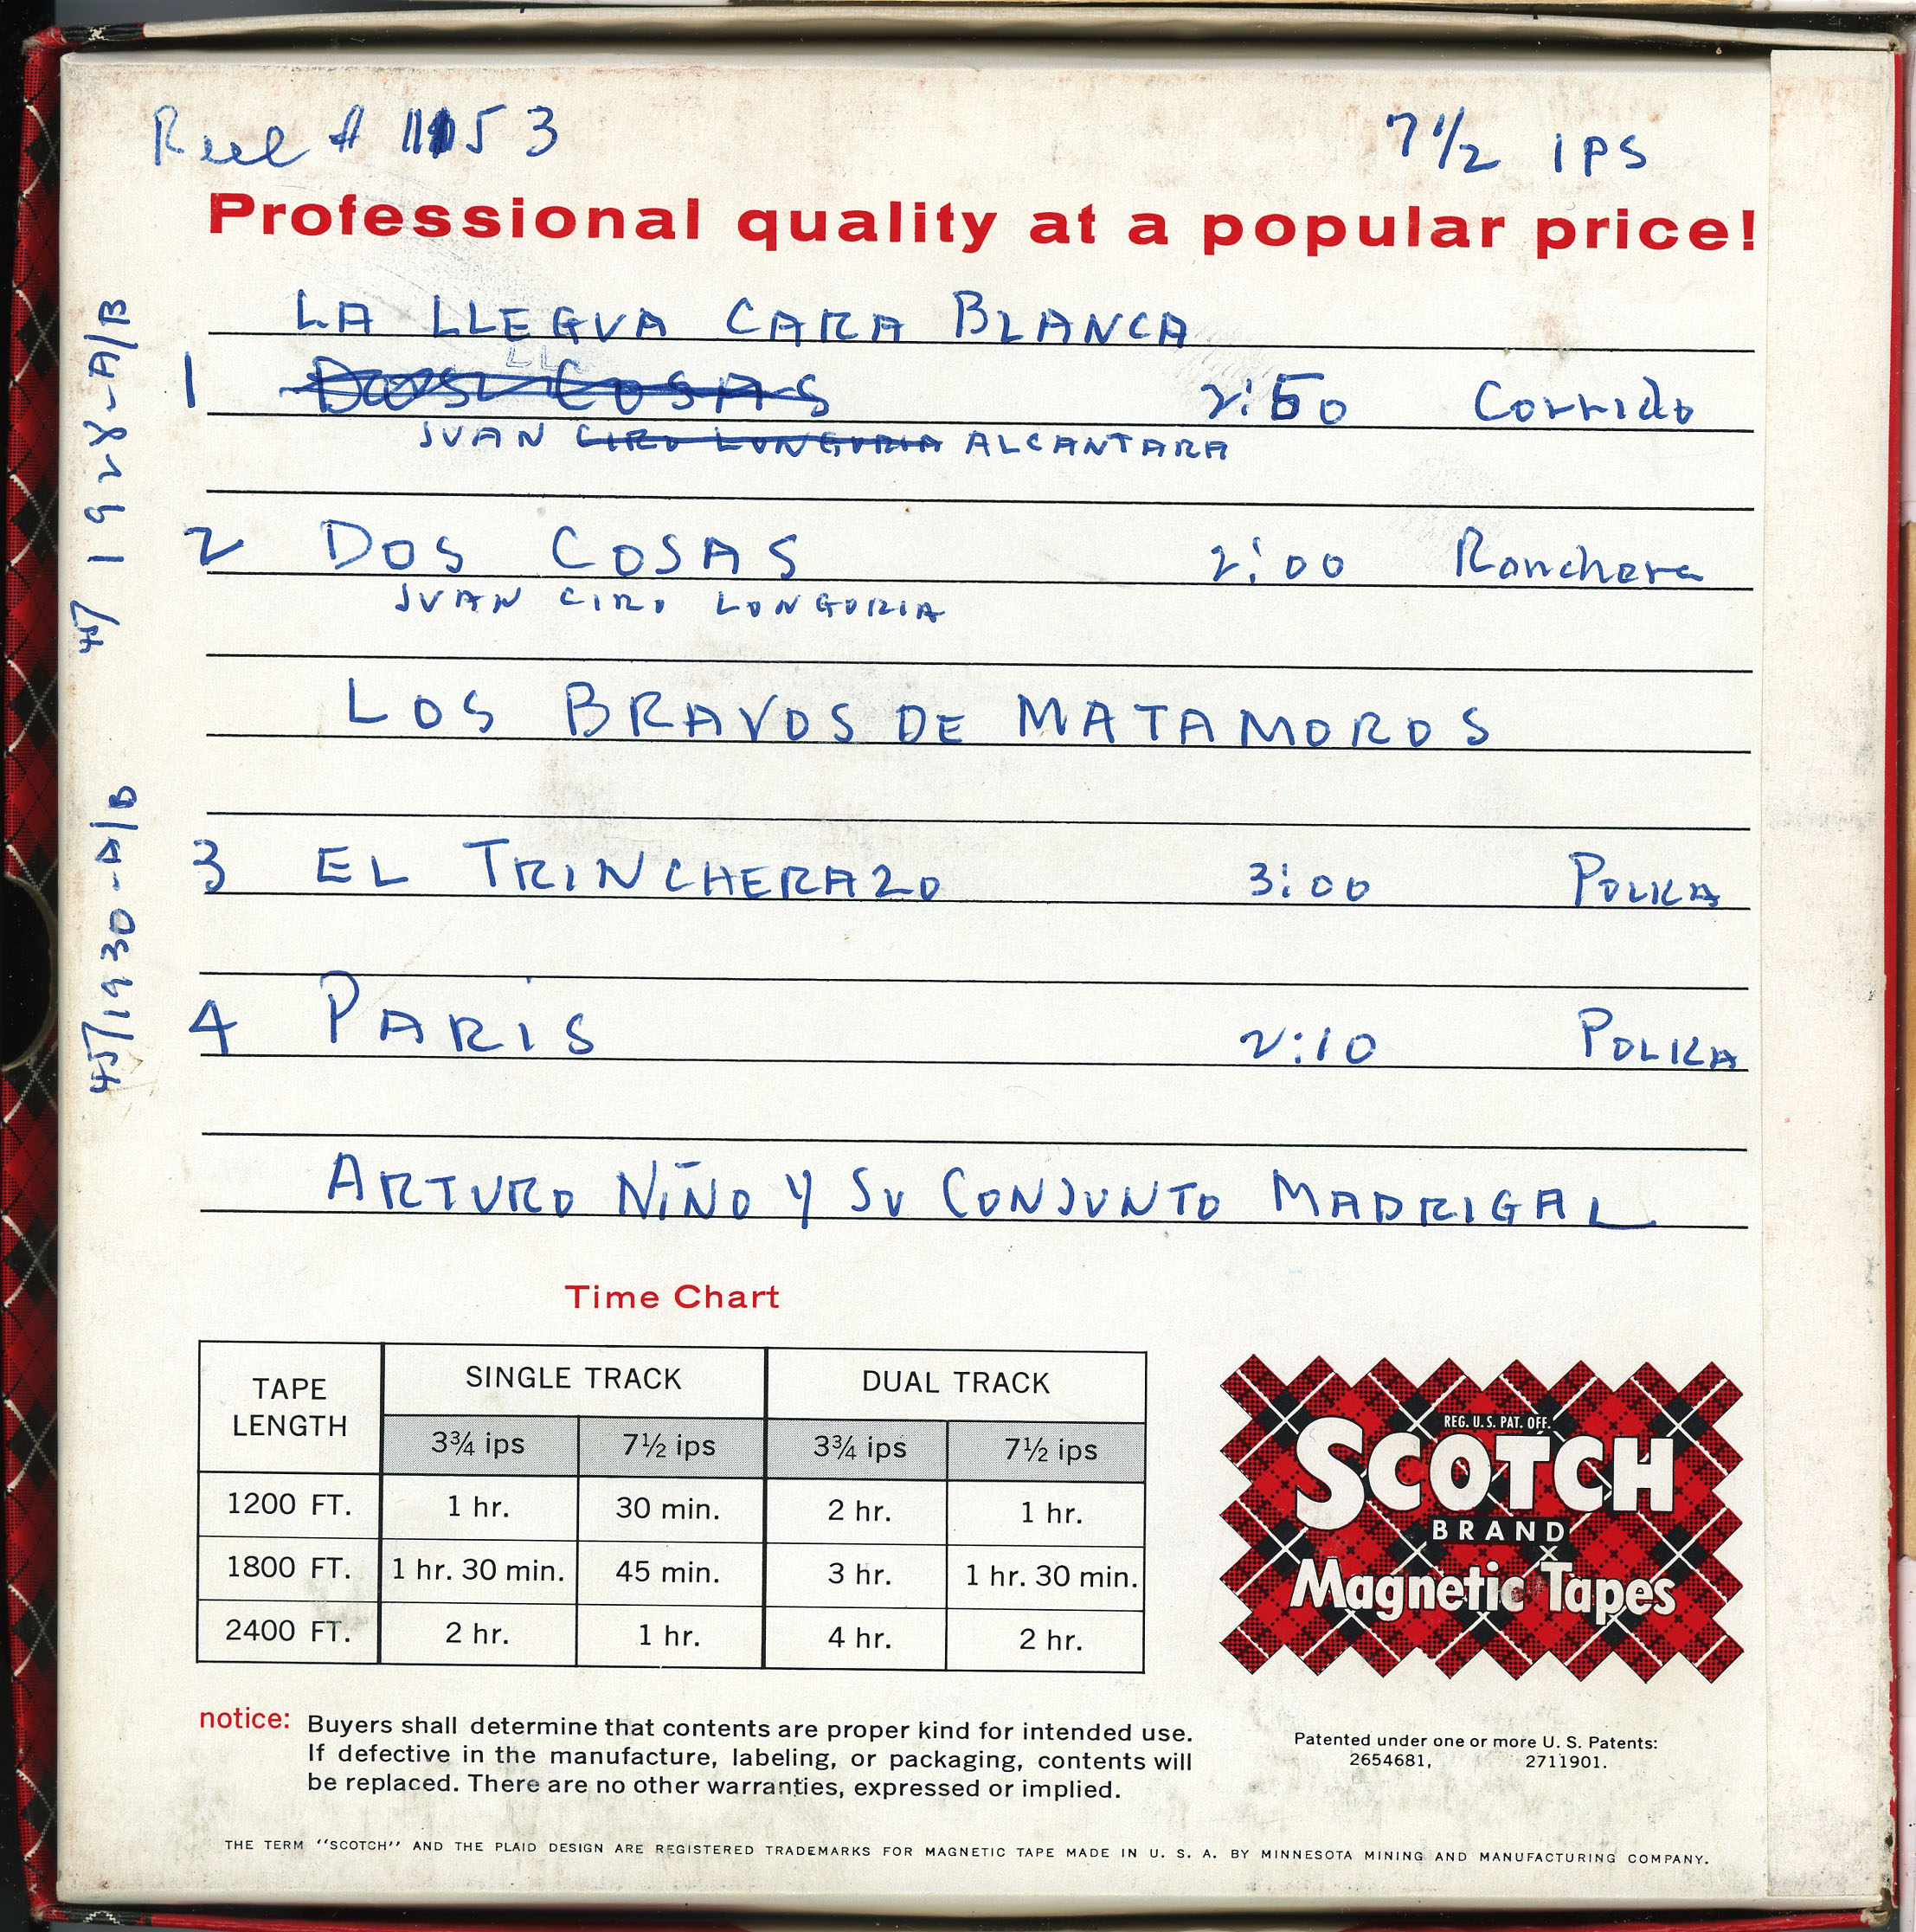 Reel # 1153 7½ IPS
Professional quality at a popular price!
LA LLEGUA CARA BLANCA
1 DOS COSAS 2:50 Corrido
JUAN CIRO LONGORIA ALCANTARA
2 DOS COSAS 2:00 Ranchera
JUAN CIRO LONGORIA
LOS BRAVOS DE MATAMOROS
45/1928-A/B
3 EL TRINCHERAZO 3:00 POLKA
4 PARIS 2:10 POLKA
ARTURO NIÑO Y SU CONJUNTO MADRIGAL
45/1930-A/B
Time Chart
TAPE LENGTH SINGLE TRACK DUAL TRACK
3¾ ips 7½ ips 3¾ ips 7½ ips
1200 FT. 1 hr. 30 min. 2 hr. 1 hr.
1800 FT. 1 hr. 30 min. 45 min. 3 hr. 1 hr. 30 min.
2400 FT. 2 hr. 1 hr. 4 hr. 2 hr.
REG. U.S. PAT. OFF.
SCOTCH
BRAND
Magnetic Tapes
notice: Buyers shall determine that contents are proper kind for intended use.
If defective in the manufacture, labeling, or packaging, contents will
be replaced. There are no other warranties, expressed or implied.
Patented under one or more U. S. Patents:
2654681, 2711901.
THE TERM "SCOTCH" AND THE PLAID DESIGN ARE REGISTERED TRADEMARKS FOR MAGNETIC TAPE MADE IN U. S. A. BY MINNESOTA MINING AND MANUFACTURING COMPANY.